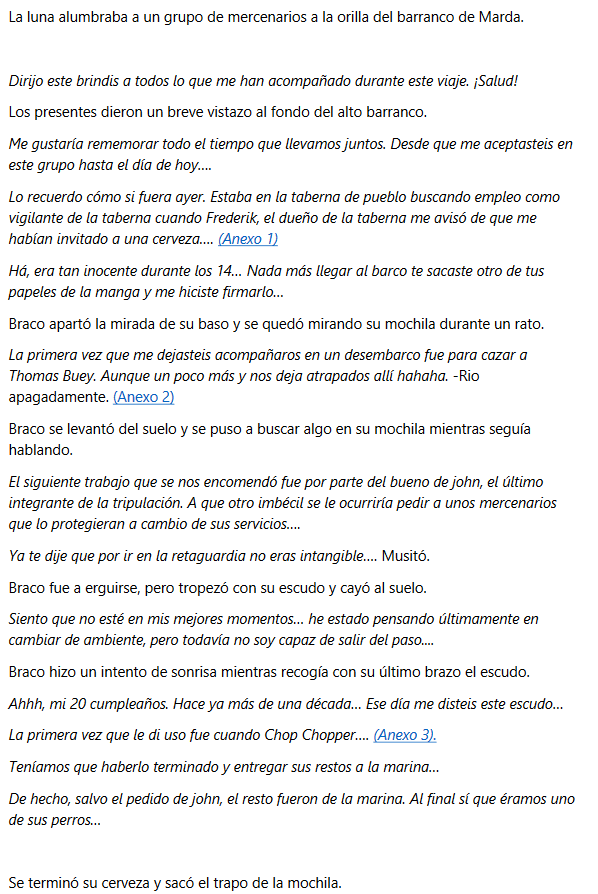 La luna alumbraba a un grupo de mercenarios a la orilla del barranco de Marda.
Dirijo este brindis a todos lo que me han acompañado durante este viaje. ¡Salud!
Los presentes dieron un breve vistazo al fondo del alto barranco.
Me gustaría rememorar todo el tiempo que llevamos juntos. Desde que me aceptasteis en
este grupo hasta el día de hoy....
Lo recuerdo cómo si fuera ayer. Estaba en la taberna de pueblo buscando empleo como
vigilante de la taberna cuando Frederik, el dueño de la taberna me avisó de que me
habían invitado a una cerveza.... (Anexo 1)
Há, era tan inocente durante los 14... Nada más llegar al barco te sacaste otro de tus
papeles de la manga y me hiciste firmarlo...
Braco apartó la mirada de su baso y se quedó mirando su mochila durante un rato.
La primera vez que me dejasteis acompañaros en un desembarco fue para cazar a
Thomas Buey. Aunque un poco más y nos deja atrapados allí hahaha. -Rio
apagadamente. (Anexo 2)
Braco se levantó del suelo y se puso a buscar algo en su mochila mientras seguía
hablando.
El siguiente trabajo que se nos encomendó fue por parte del bueno de john, el último
integrante de la tripulación. A que otro imbécil se le ocurriría pedir a unos mercenarios
que lo protegieran a cambio de sus servicios....
Ya te dije que por ir en la retaguardia no eras intangible.... Musitó.
Braco fue a erguirse, pero tropezó con su escudo y cayó al suelo.
Siento que no esté en mis mejores momentos... he estado pensando últimamente en
cambiar de ambiente, pero todavía no soy capaz de salir del paso....
Braco hizo un intento de sonrisa mientras recogía con su último brazo el escudo.
Ahhh, mi 20 cumpleaños. Hace ya más de una década... Ese día me disteis este escudo...
La primera vez que le di uso fue cuando Chop Chopper.... (Anexo 3).
Teníamos que haberlo terminado y entregar sus restos a la marina...
De hecho, salvo el pedido de john, el resto fueron de la marina. Al final sí que éramos uno
de sus perros...
Se terminó su cerveza y sacó el trapo de la mochila.